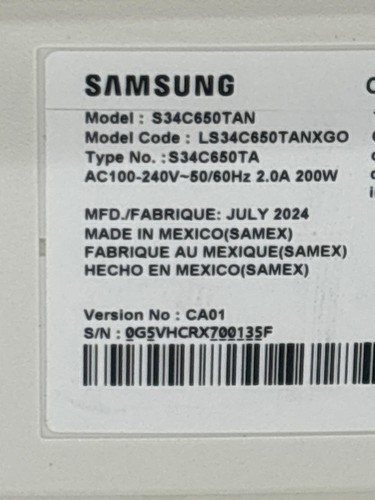 SAMSUNG
Model : S34C650TAN
Model Code : LS34C650TANXGO
Type No. : S34C650TA
AC100-240V~50/60Hz 2.0A 200W
MFD./FABRIQUE: JULY 2024
MADE IN MEXICO(SAMEX)
FABRIQUE AU MEXIQUE(SAMEX)
HECHO EN MEXICO(SAMEX)
Version No : CA01
S/N : 0G5VHCRX700135F